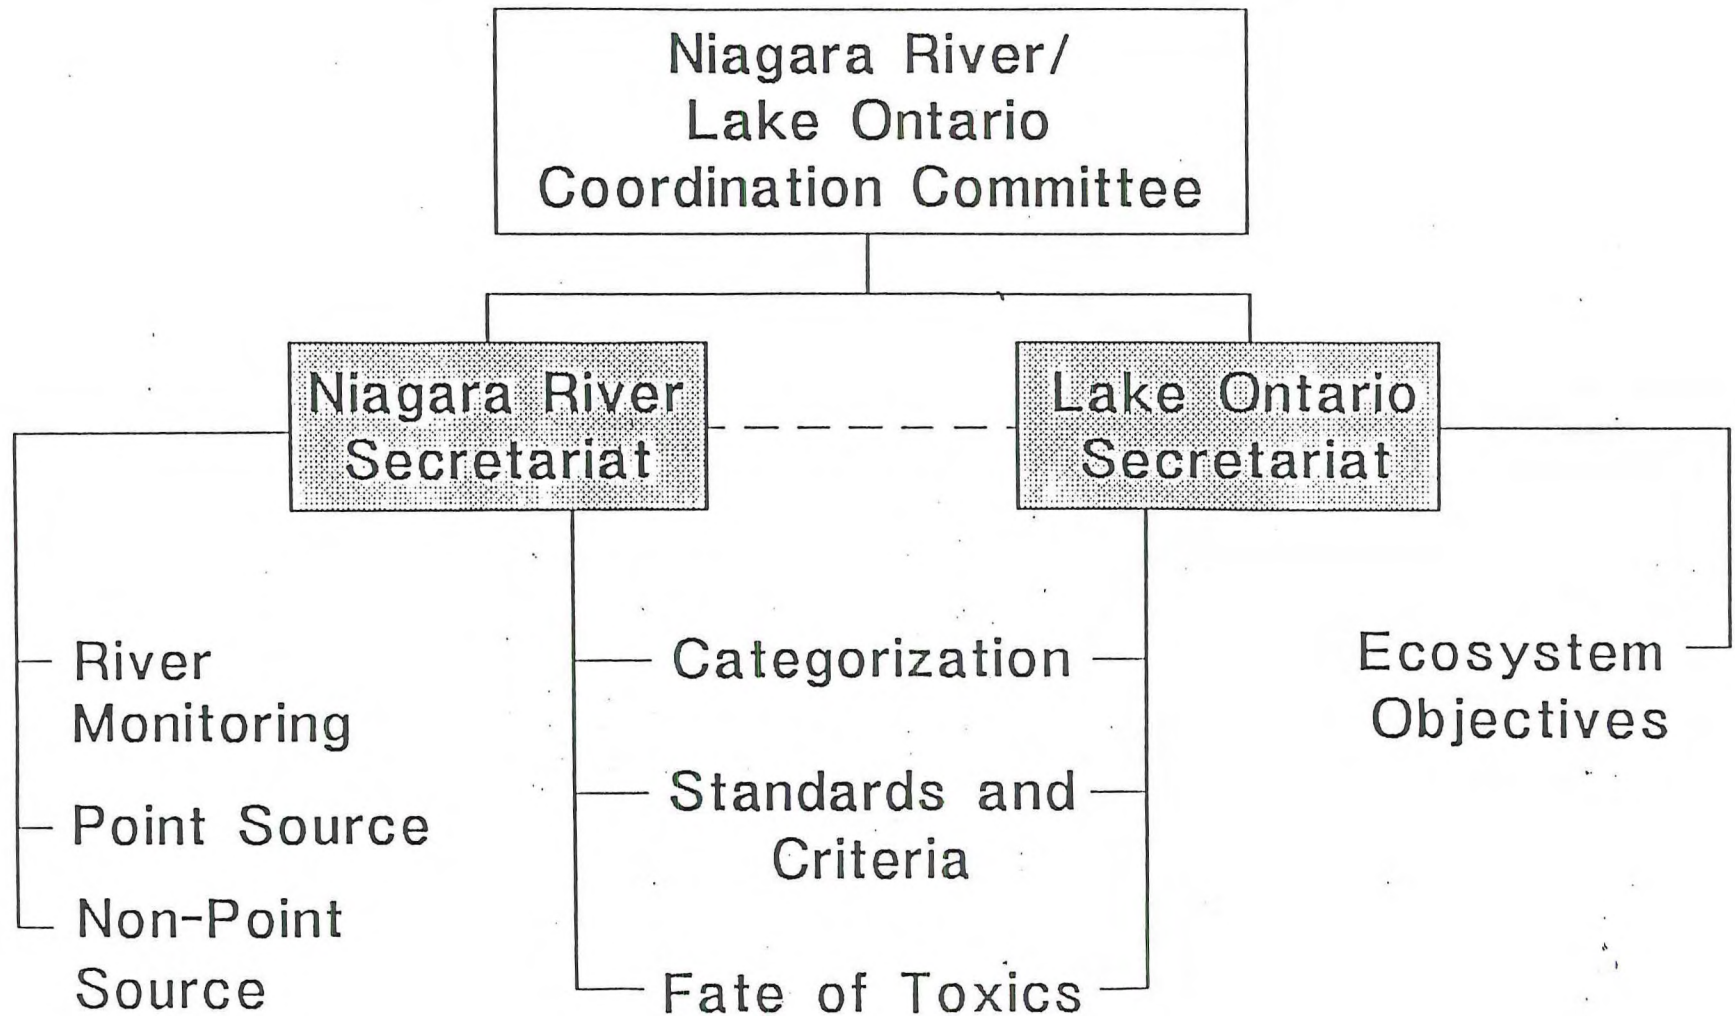 Niagara River/
Lake Ontario
Coordination Committee
Niagara River
Secretariat
Lake Ontario
Secretariat
River
Monitoring
Point Source
Non-Point
Source
Categorization
Standards and
Criteria
Fate of Toxics
Ecosystem
Objectives